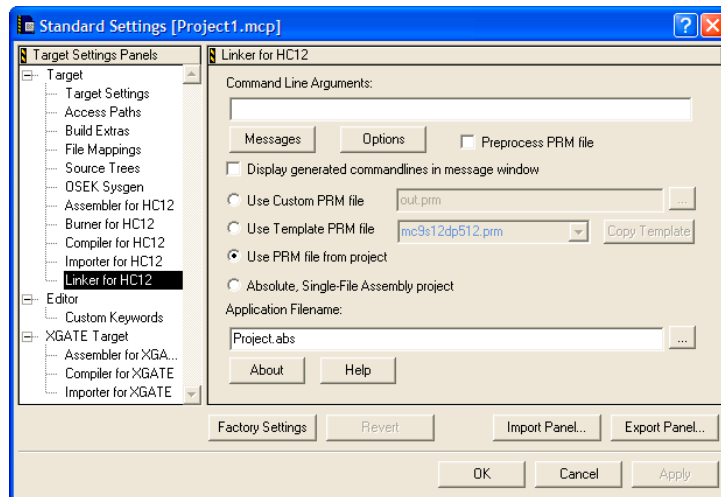 Standard Settings [Project1.mcp]
Target Settings Panels
Target
Target Settings
Access Paths
Build Extras
File Mappings
Source Trees
OSEK Sysgen
Assembler for HC12
Burner for HC12
Compiler for HC12
Importer for HC12
Linker for HC12
Editor
Custom Keywords
XGATE Target
Assembler for XGA...
Compiler for XGATE
Importer for XGATE
Linker for HC12
Command Line Arguments:
Messages Options Preprocess PRM file
Display generated commandlines in message window
Use Custom PRM file out.prm ...
Use Template PRM file mc9s12dp512.prm Copy Template
Use PRM file from project
Absolute, Single-File Assembly project
Application Filename:
Project.abs ...
About Help
Factory Settings Revert Import Panel... Export Panel...
OK Cancel Apply